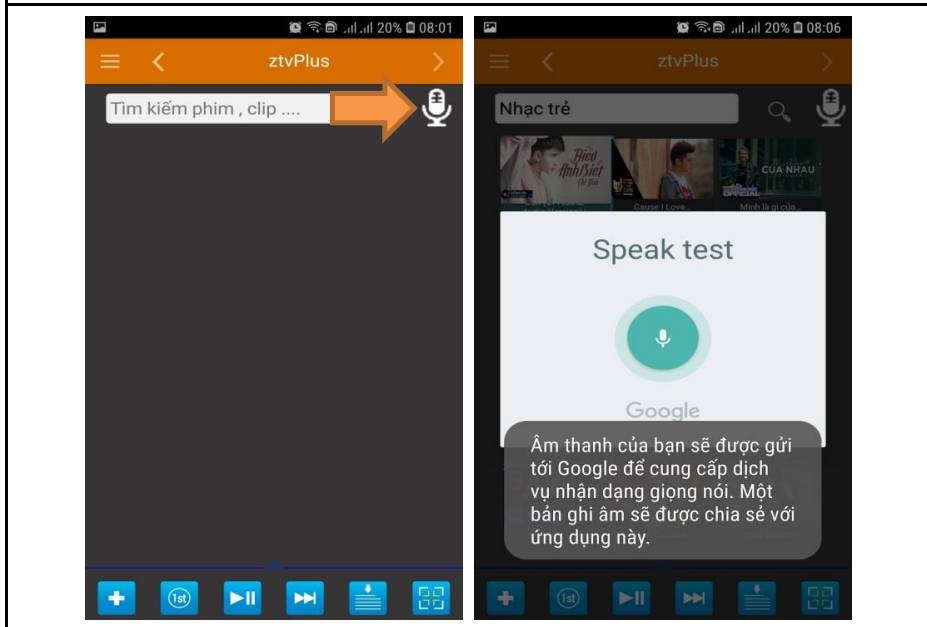 20% 08:01
ztvPlus
Tìm kiếm phim , clip ....
1st
20% 08:06
ztvPlus
Nhạc trẻ
CUA NHAU
Cause I Love...
Mình là gì của...
Speak test
Google
Âm thanh của bạn sẽ được gửi
tới Google để cung cấp dịch
vụ nhận dạng giọng nói. Một
bản ghi âm sẽ được chia sẻ với
ứng dụng này.
1st